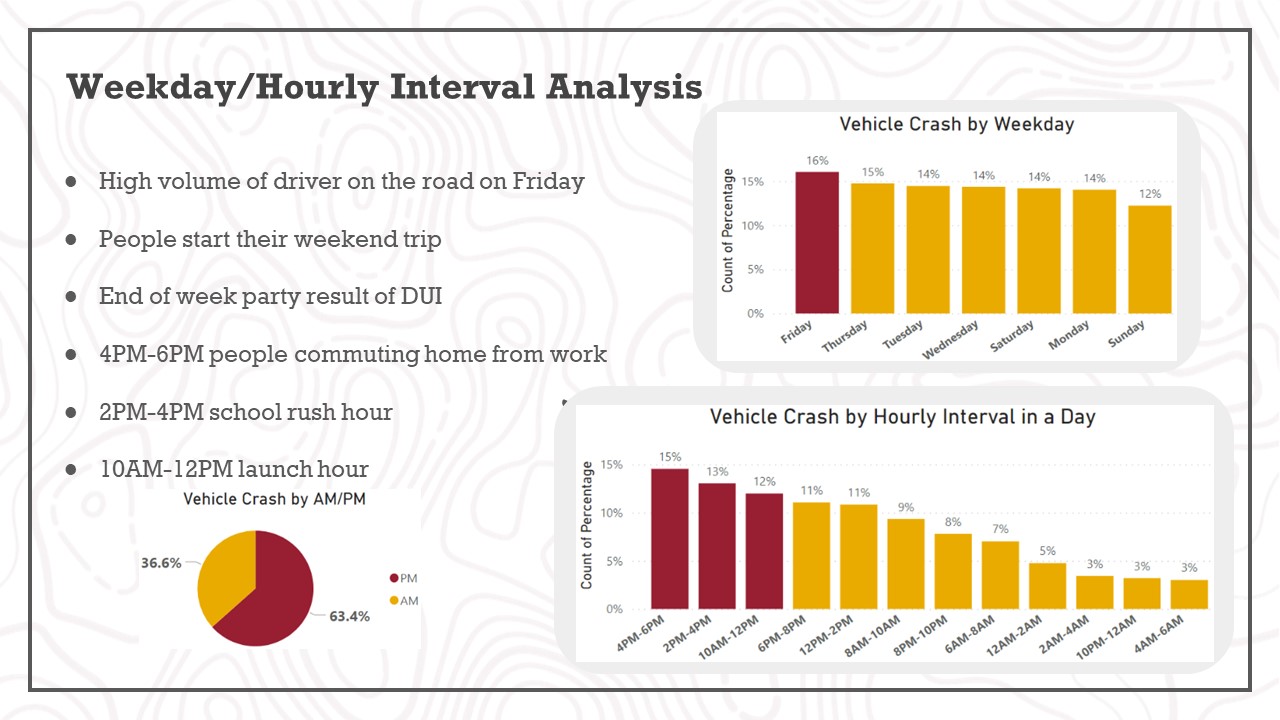 Weekday/Hourly Interval Analysis
● High volume of driver on the road on Friday
● People start their weekend trip
● End of week party result of DUI
● 4PM-6PM people commuting home from work
● 2PM-4PM school rush hour
● 10AM-12PM launch hour
Vehicle Crash by AM/PM
36.6%
63.4%
PM
AM
Vehicle Crash by Weekday
Count of Percentage
15%
10%
5%
0%
16%
15%
14%
14%
14%
14%
12%
Friday
Thursday
Tuesday
Wednesday
Saturday
Monday
Sunday
Vehicle Crash by Hourly Interval in a Day
Count of Percentage
15%
10%
5%
0%
15%
13%
12%
11%
11%
9%
8%
7%
5%
3%
3%
3%
4PM-6PM
2PM-4PM
10AM-12PM
6PM-8PM
12PM-2PM
8AM-10AM
8PM-10PM
6AM-8AM
12AM-2AM
2AM-4AM
10PM-12AM
4AM-6AM